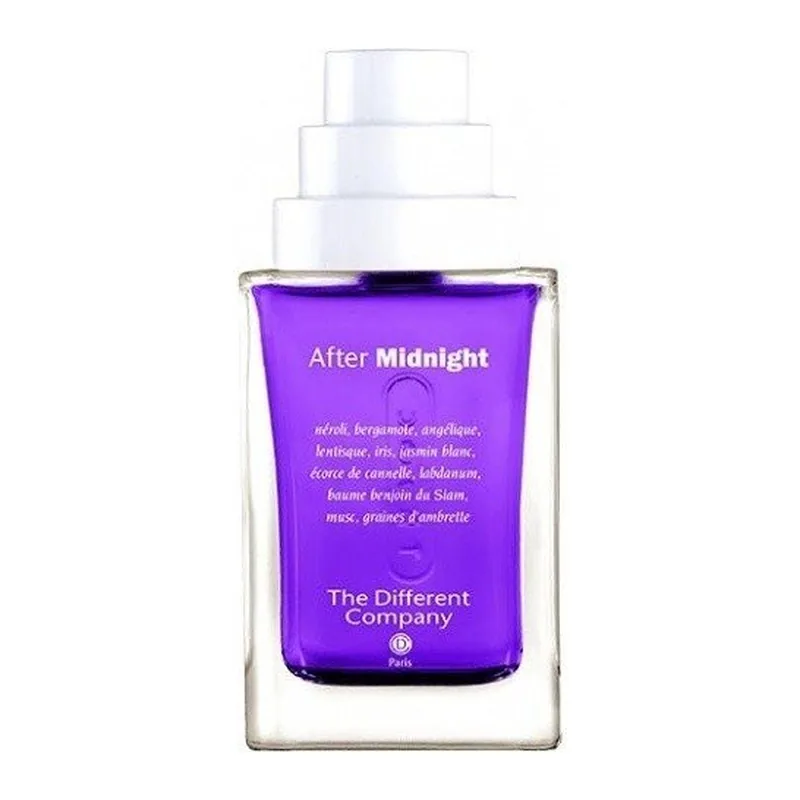 After Midnight
néroli, bergamote, angélique,
lentisque, iris, jasmin blanc,
écorce de cannelle, labdanum,
baume benjoin du Siam,
musc, graines d'ambrette
The Different
Company
D
Paris